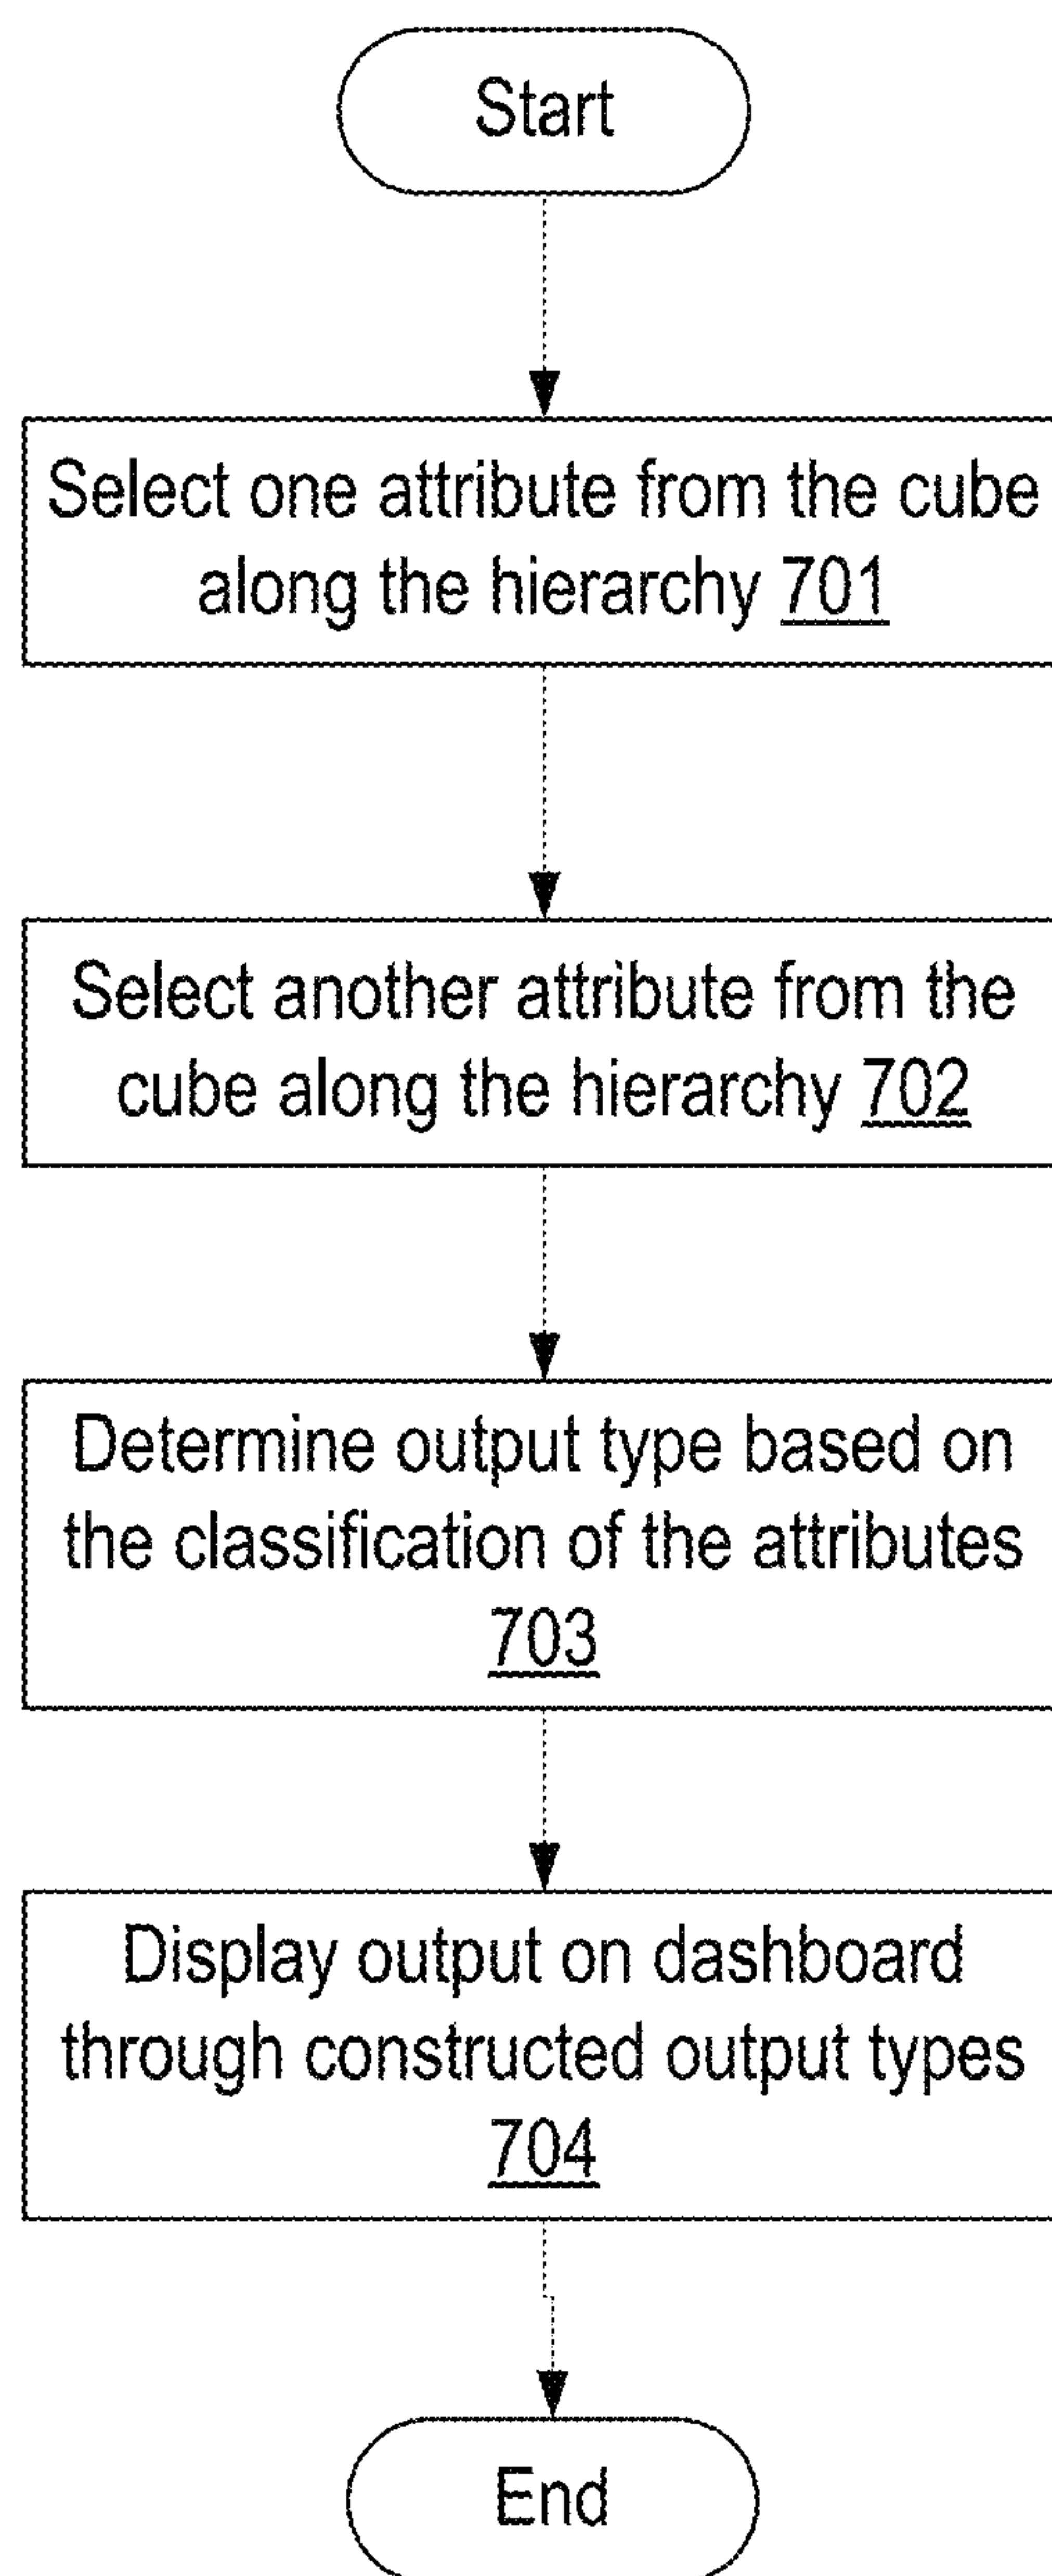 Start
Select one attribute from the cube
along the hierarchy 701
Select another attribute from the
cube along the hierarchy 702
Determine output type based on
the classification of the attributes
703
Display output on dashboard
through constructed output types
704
End